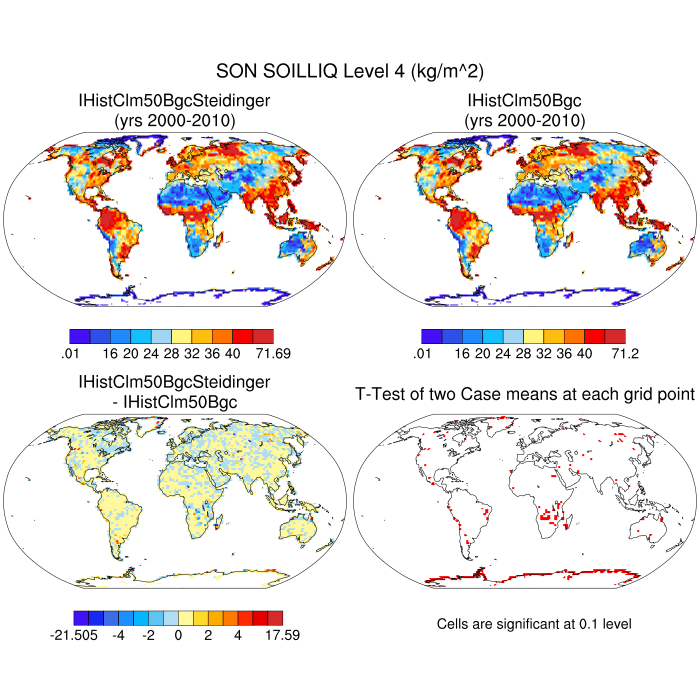 SON SOILLIQ Level 4 (kg/m^2)
IHistClm50BgcSteidinger
(yrs 2000-2010)
IHistClm50Bgc
(yrs 2000-2010)
.01 16 20 24 28 32 36 40 71.69
.01 16 20 24 28 32 36 40 71.2
IHistClm50BgcSteidinger
- IHistClm50Bgc
T-Test of two Case means at each grid point
-21.505 -4 -2 0 2 4 17.59
Cells are significant at 0.1 level